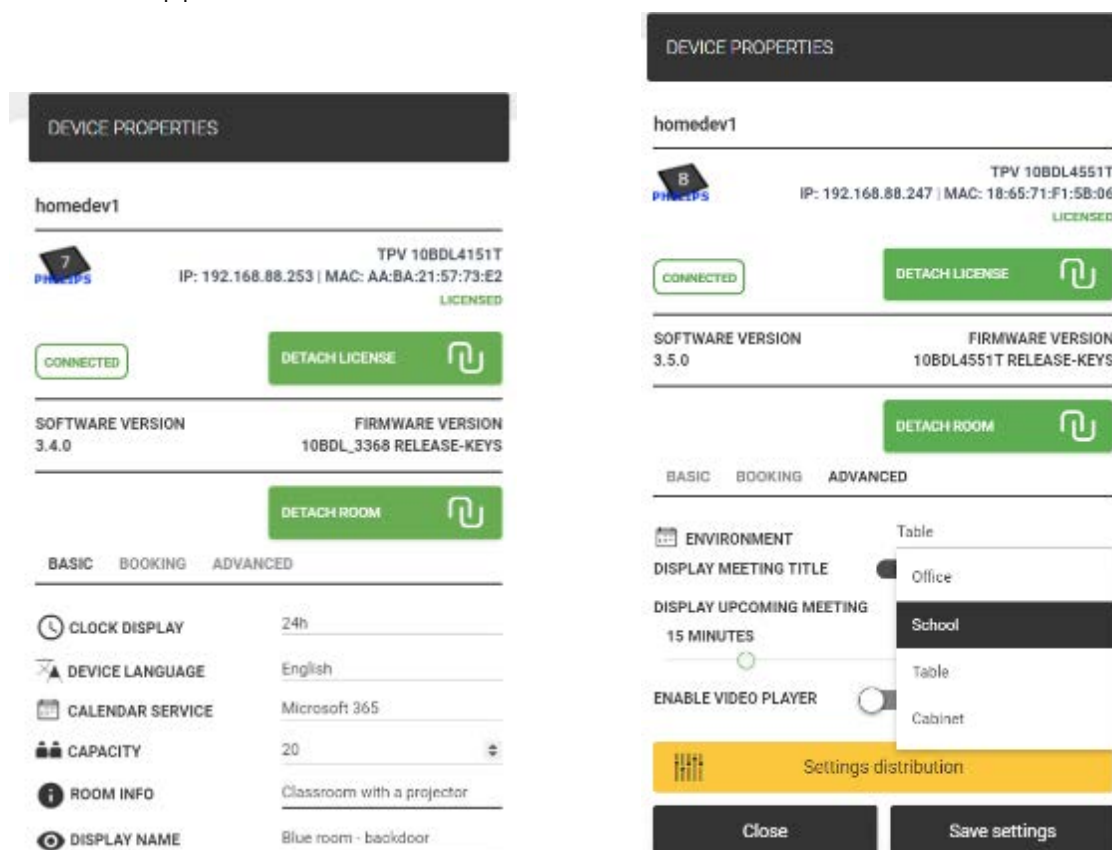 DEVICE PROPERTIES
homedev1
7
PHILIPS
TPV 10BDL4151T
IP: 192.168.88.253 | MAC: AA:BA:21:57:73:E2
LICENSED
CONNECTED
DETACH LICENSE
SOFTWARE VERSION
FIRMWARE VERSION
3.4.0
10BDL_3368 RELEASE-KEYS
DETACH ROOM
BASIC BOOKING ADVANCED
CLOCK DISPLAY 24h
DEVICE LANGUAGE English
CALENDAR SERVICE Microsoft 365
CAPACITY 20
ROOM INFO Classroom with a projector
DISPLAY NAME Blue room - backdoor
DEVICE PROPERTIES
homedev1
8
PHILIPS
TPV 10BDL4551T
IP: 192.168.88.247 | MAC: 18:65:71:F1:5B:06
LICENSED
CONNECTED
DETACH LICENSE
SOFTWARE VERSION
FIRMWARE VERSION
3.5.0
10BDL4551T RELEASE-KEYS
DETACH ROOM
BASIC BOOKING ADVANCED
ENVIRONMENT Table
DISPLAY MEETING TITLE
Office
DISPLAY UPCOMING MEETING
School
15 MINUTES
Table
ENABLE VIDEO PLAYER
Cabinet
Settings distribution
Close
Save settings